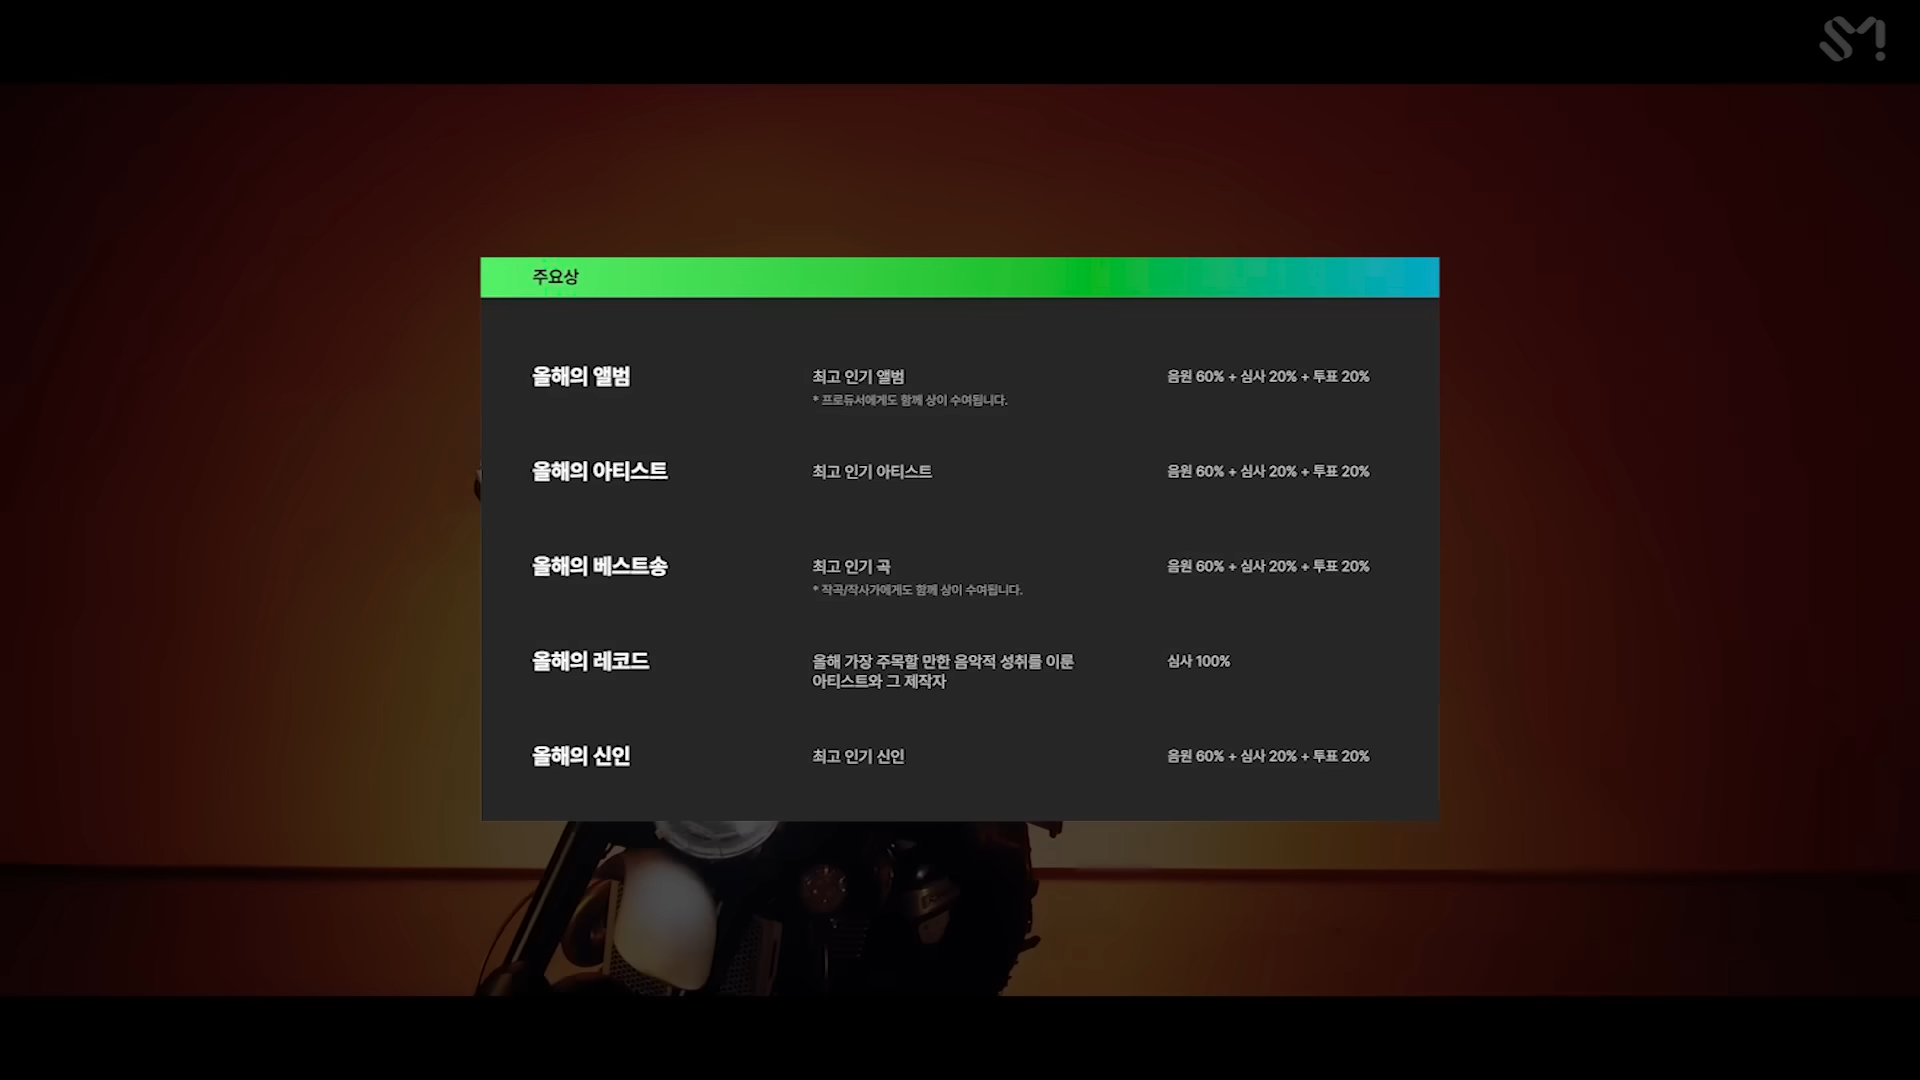 SM!
주요상
올해의 앨범
최고 인기 앨범
음원 60% + 심사 20% + 투표 20%
* 프로듀서에게도 함께 상이 수여됩니다.
올해의 아티스트
최고 인기 아티스트
음원 60% + 심사 20% + 투표 20%
올해의 베스트송
최고 인기 곡
음원 60% + 심사 20% + 투표 20%
* 작곡/작사가에게도 함께 상이 수여됩니다.
올해의 레코드
올해 가장 주목할 만한 음악적 성취를 이룬
아티스트와 그 제작자
심사 100%
올해의 신인
최고 인기 신인
음원 60% + 심사 20% + 투표 20%